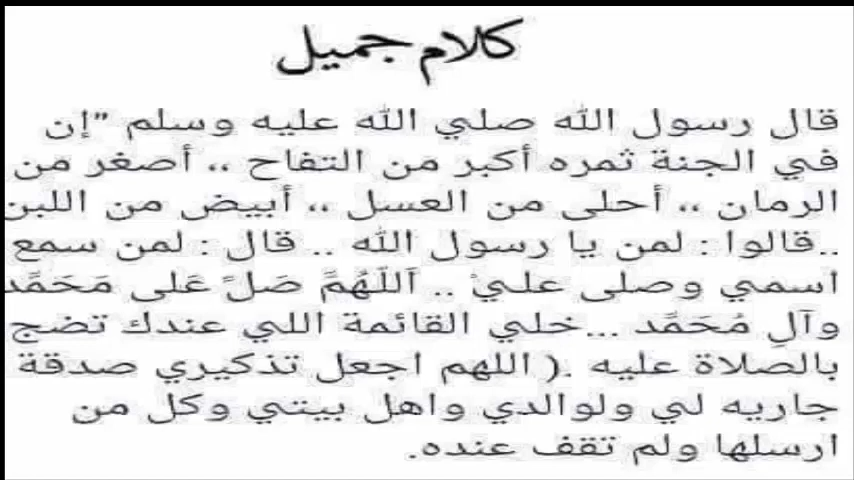 كلام جميل
قال رسول الله صلي الله عليه وسلم "إن
في الجنة ثمره أكبر من التفاح ،، أصغر من
الرمان ،، أحلى من العسل ،، أبيض من اللبن
..قالوا : لمن يا رسول الله .. قال : لمن سمع
اسمي وصلى علي .. اَللَهُمَّ صَلِّ عَلى مَحَمَّد
وآلِ مُحَمَّد ...خلي القائمة اللي عندك تضج
بالصلاة عليه .( اللهم اجعل تذكيري صدقة
جاريه لي ولوالدي واهل بيتي وكل من
ارسلها ولم تقف عنده.